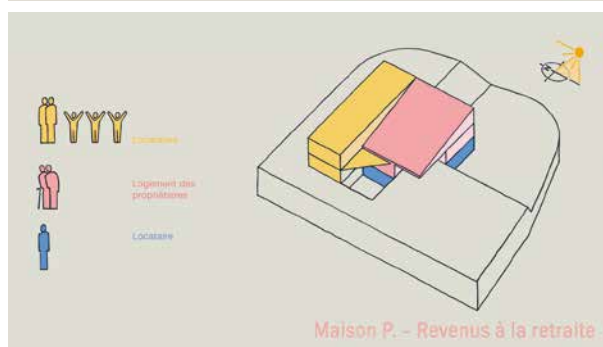 Locataires
Logement des
propriétaires
Locataire
Maison P. – Revenus à la retraite